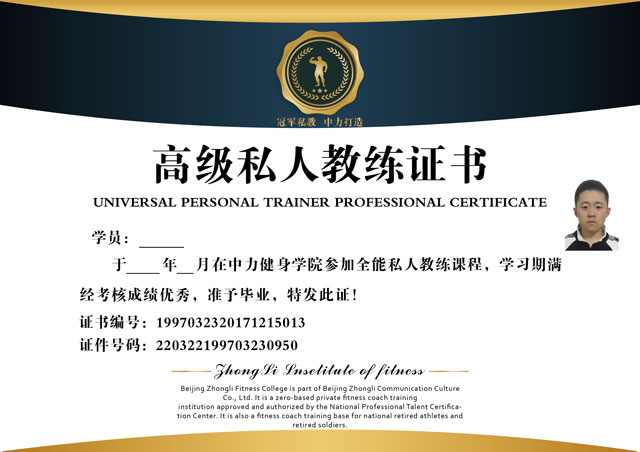 冠军私教 中力打造
高级私人教练证书
UNIVERSAL PERSONAL TRAINER PROFESSIONAL CERTIFICATE
学员：_____
于____年__月在中力健身学院参加全能私人教练课程，学习期满
经考核成绩优秀，准予毕业，特发此证！
证书编号：1997032320171215013
证件号码：220322199703230950
ZhongLi Lnsetitute of fitness
Beijing Zhongli Fitness College is part of Beijing Zhongli Communication Culture
Co., Ltd. It is a zero-based private fitness coach training
institution approved and authorized by the National Professional Talent Certifica-
tion Center. It is also a fitness coach training base for national retired athletes and
retired soldiers.